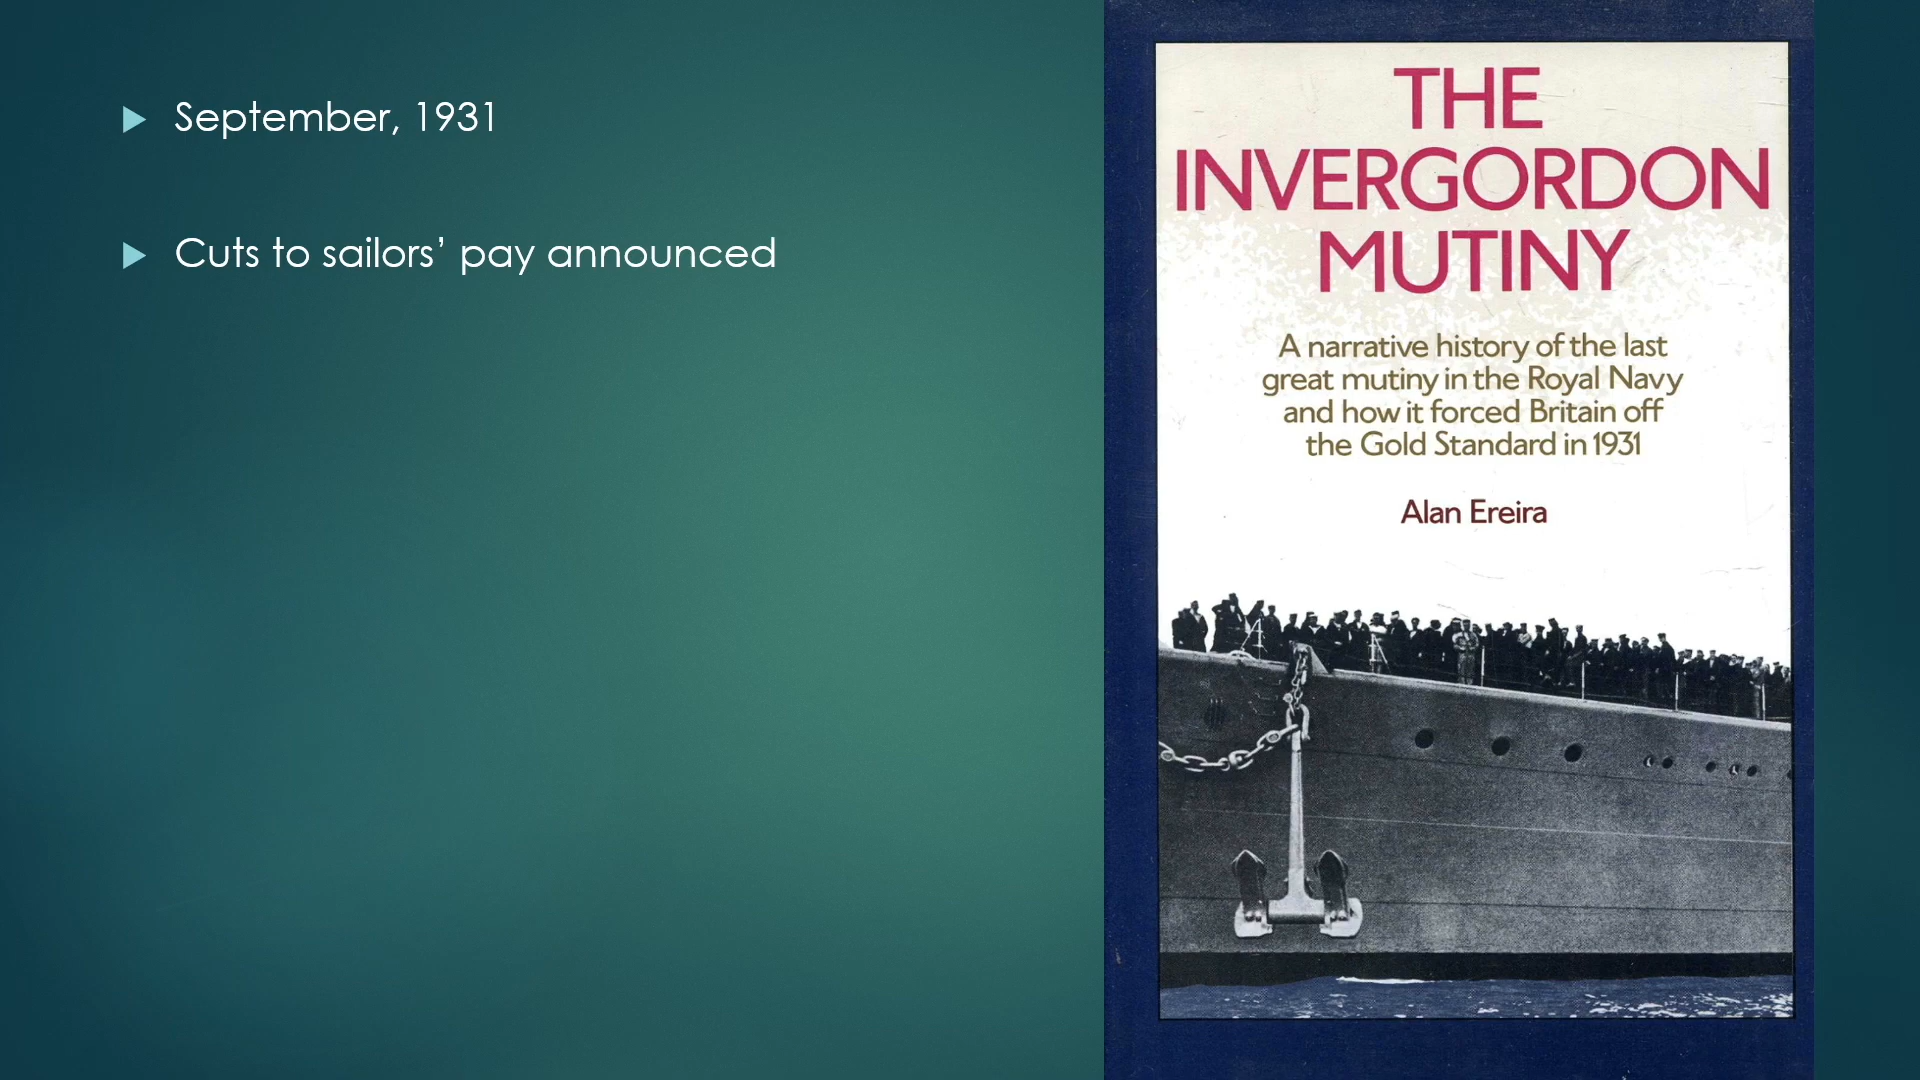 September, 1931
Cuts to sailors’ pay announced
THE
INVERGORDON
MUTINY
A narrative history of the last
great mutiny in the Royal Navy
and how it forced Britain off
the Gold Standard in 1931
Alan Ereira